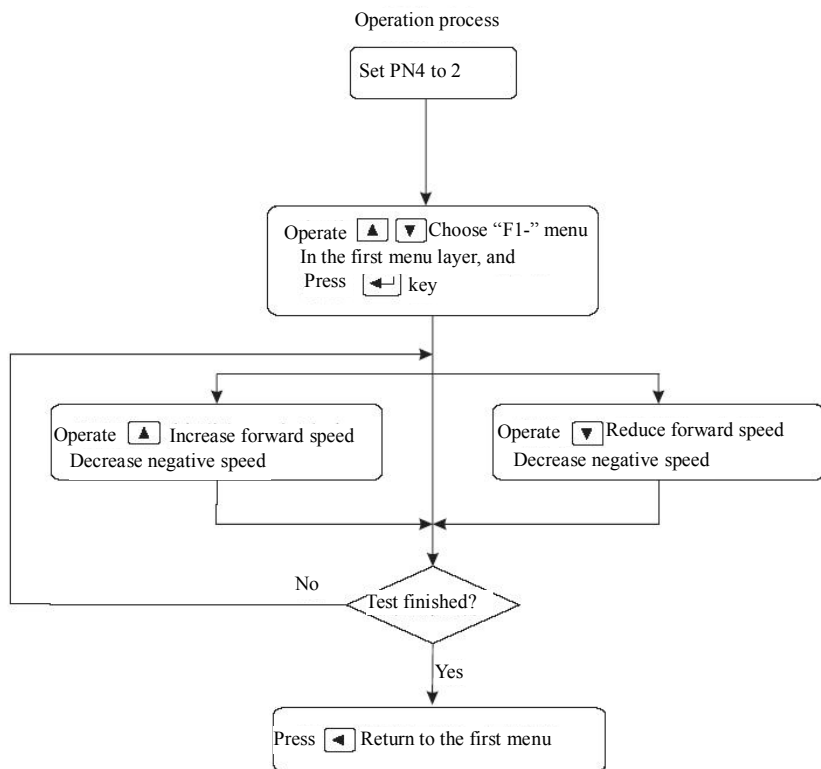 Operation process
Set PN4 to 2
Operate ▲ ▼ Choose “F1-” menu
In the first menu layer, and
Press ↵ key
Operate ▲ Increase forward speed
Decrease negative speed
Operate ▼ Reduce forward speed
Decrease negative speed
No
Test finished?
Yes
Press ◄ Return to the first menu